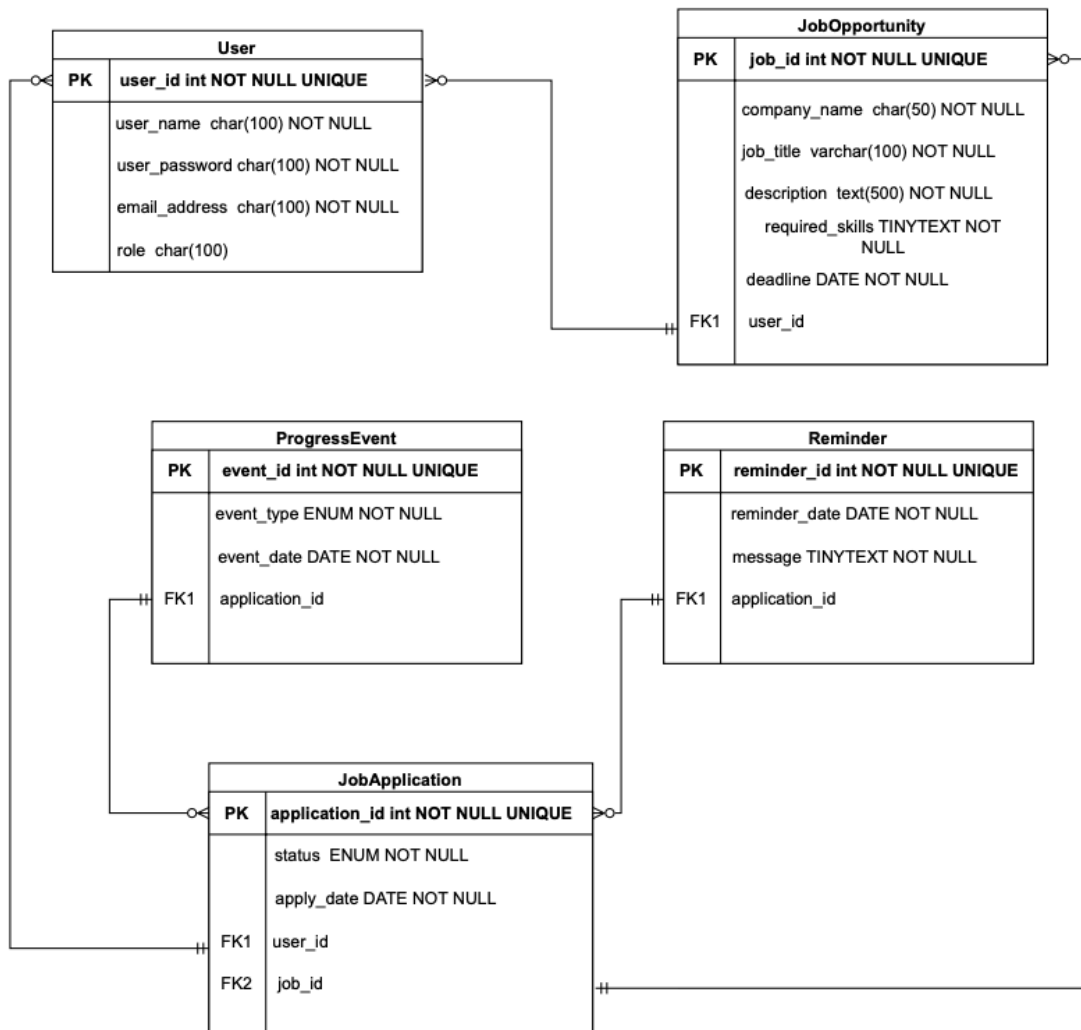 User
PK user_id int NOT NULL UNIQUE
user_name char(100) NOT NULL
user_password char(100) NOT NULL
email_address char(100) NOT NULL
role char(100)
JobOpportunity
PK job_id int NOT NULL UNIQUE
company_name char(50) NOT NULL
job_title varchar(100) NOT NULL
description text(500) NOT NULL
required_skills TINYTEXT NOT
NULL
deadline DATE NOT NULL
FK1 user_id
ProgressEvent
PK event_id int NOT NULL UNIQUE
event_type ENUM NOT NULL
event_date DATE NOT NULL
FK1 application_id
Reminder
PK reminder_id int NOT NULL UNIQUE
reminder_date DATE NOT NULL
message TINYTEXT NOT NULL
FK1 application_id
JobApplication
PK application_id int NOT NULL UNIQUE
status ENUM NOT NULL
apply_date DATE NOT NULL
FK1 user_id
FK2 job_id